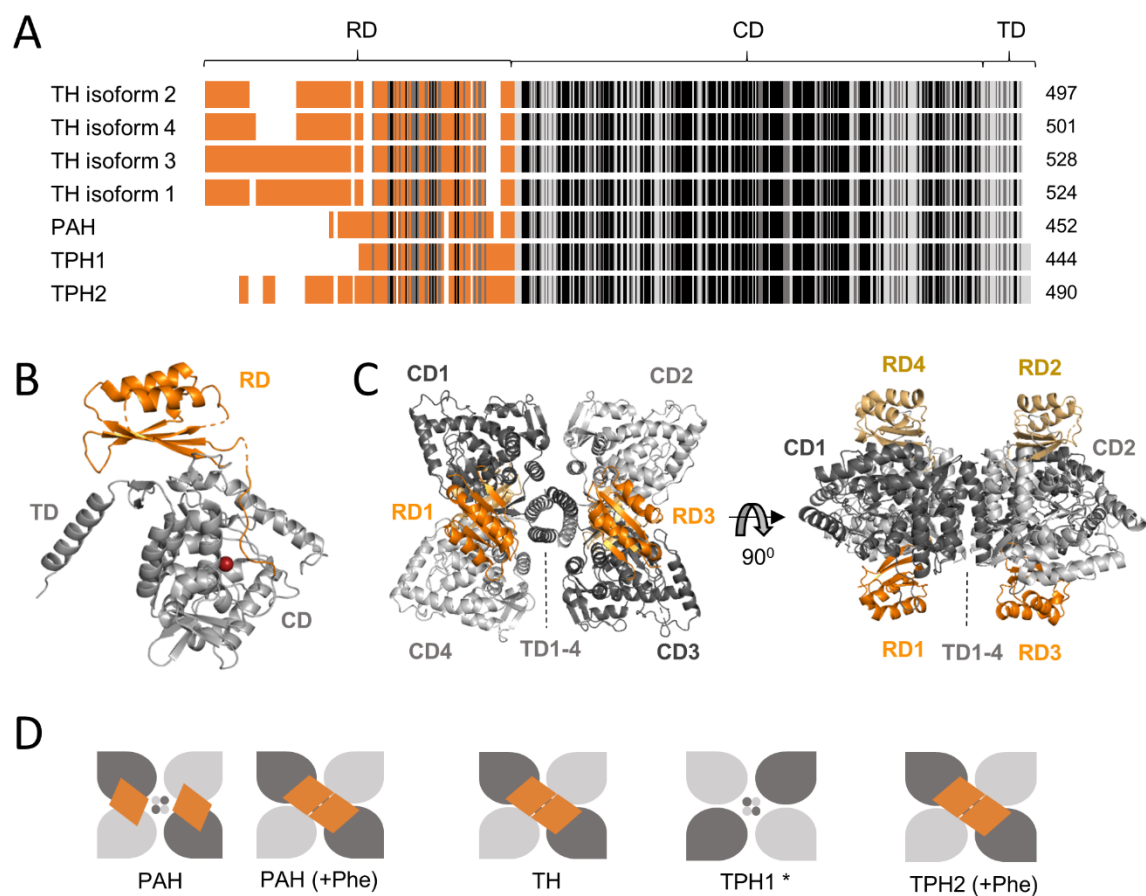 A
RD CD TD
TH isoform 2 497
TH isoform 4 501
TH isoform 3 528
TH isoform 1 524
PAH 452
TPH1 444
TPH2 490
B
RD
TD
CD
C
CD1 CD2
RD1 RD3
CD4 TD1-4 CD3
90⁰
RD4 RD2
CD1 CD2
RD1 TD1-4 RD3
D
PAH PAH (+Phe) TH TPH1 * TPH2 (+Phe)